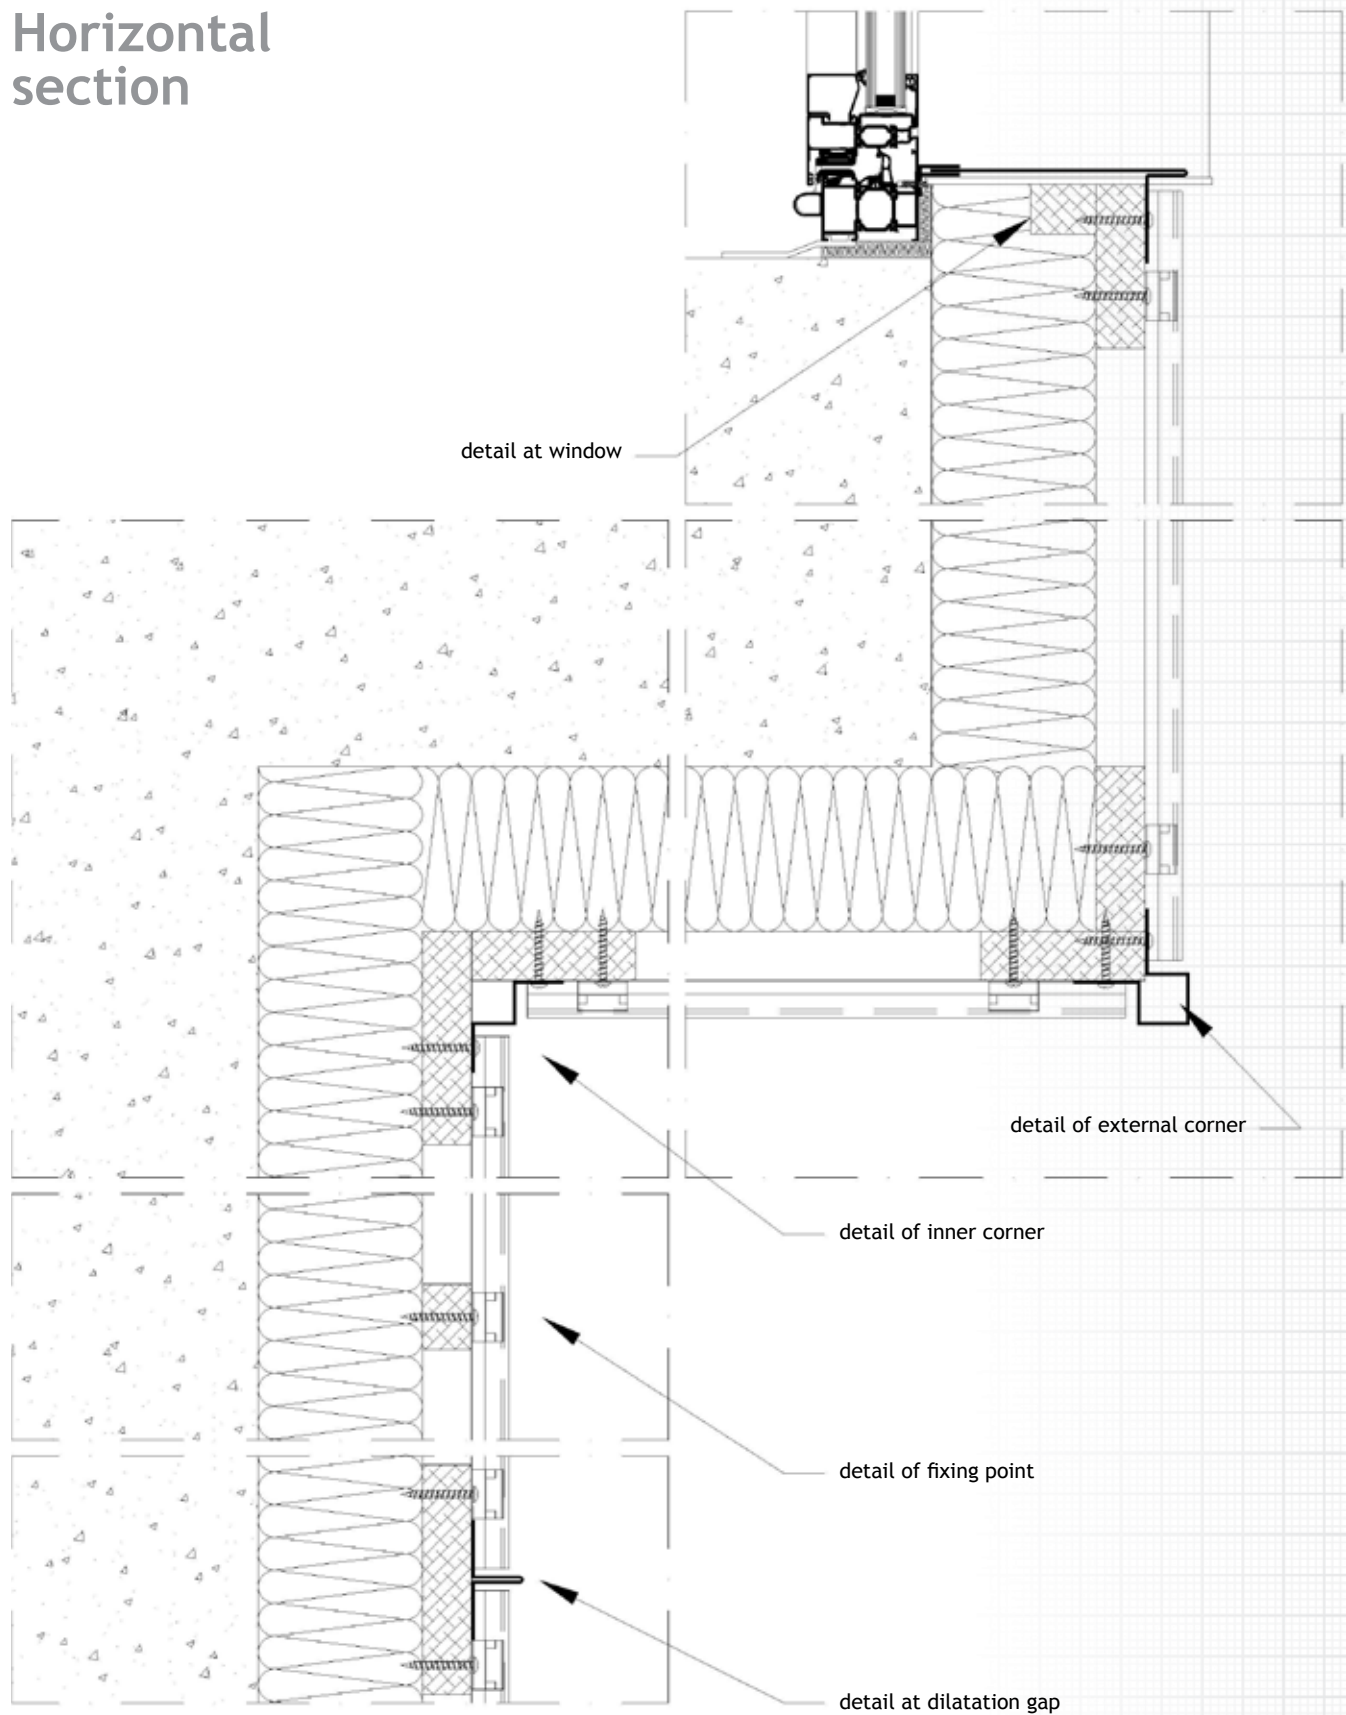 Horizontal
section
detail at window
detail of external corner
detail of inner corner
detail of fixing point
detail at dilatation gap